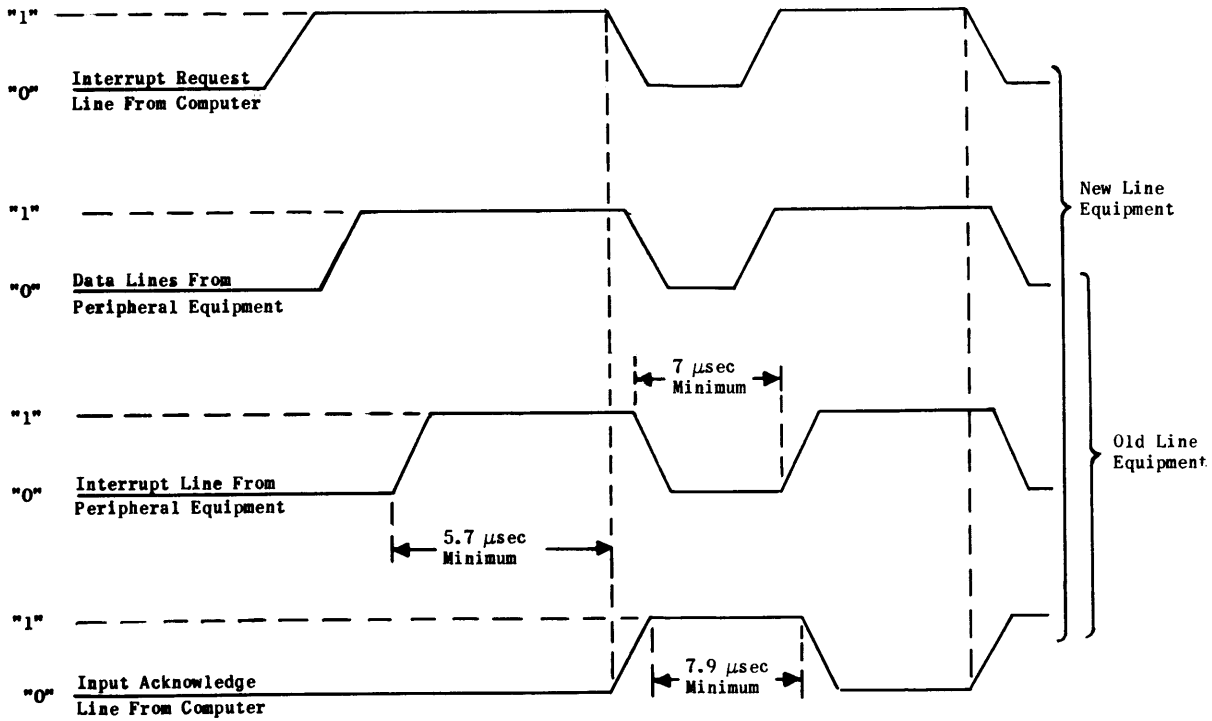 "1"
Interrupt Request
"0"
Line From Computer
"1"
Data Lines From
"0"
Peripheral Equipment
New Line
Equipment
7 μsec
Minimum
"1"
Interrupt Line From
"0"
Peripheral Equipment
Old Line
Equipment
5.7 μsec
Minimum
"1"
7.9 μsec
Minimum
Input Acknowledge
"0"
Line From Computer